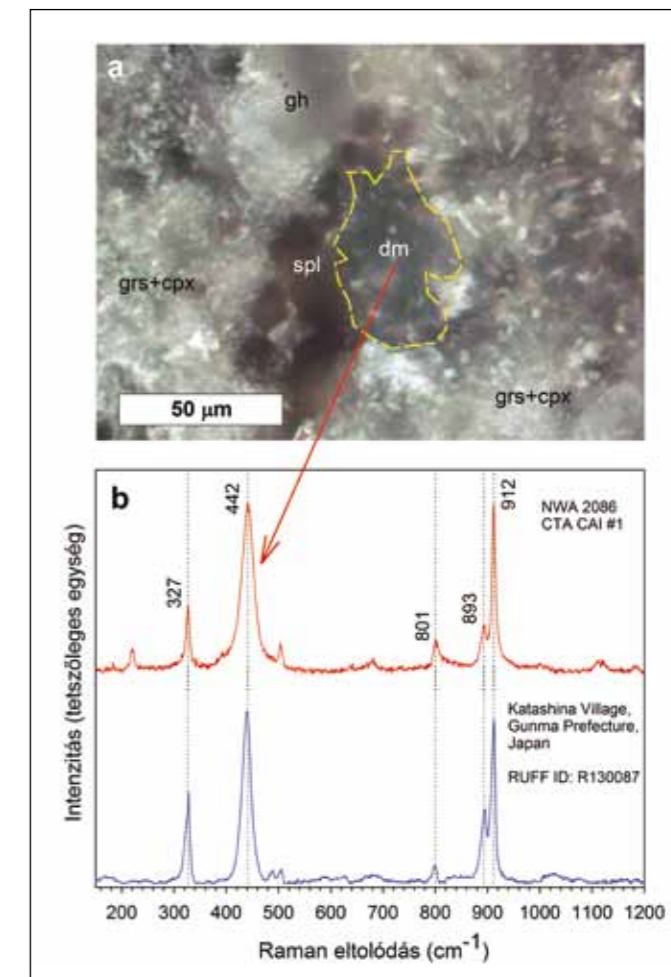 a
gh
dm
spl
grs+cpx
grs+cpx
50 μm
b
442
327
801
893
912
NWA 2086
CTA CAI #1
Katashina Village,
Gunma Prefecture,
Japan
RUFF ID: R130087
Intenzitás (tetszőleges egység)
200 300 400 500 600 700 800 900 1000 1100 1200
Raman eltolódás (cm⁻¹)